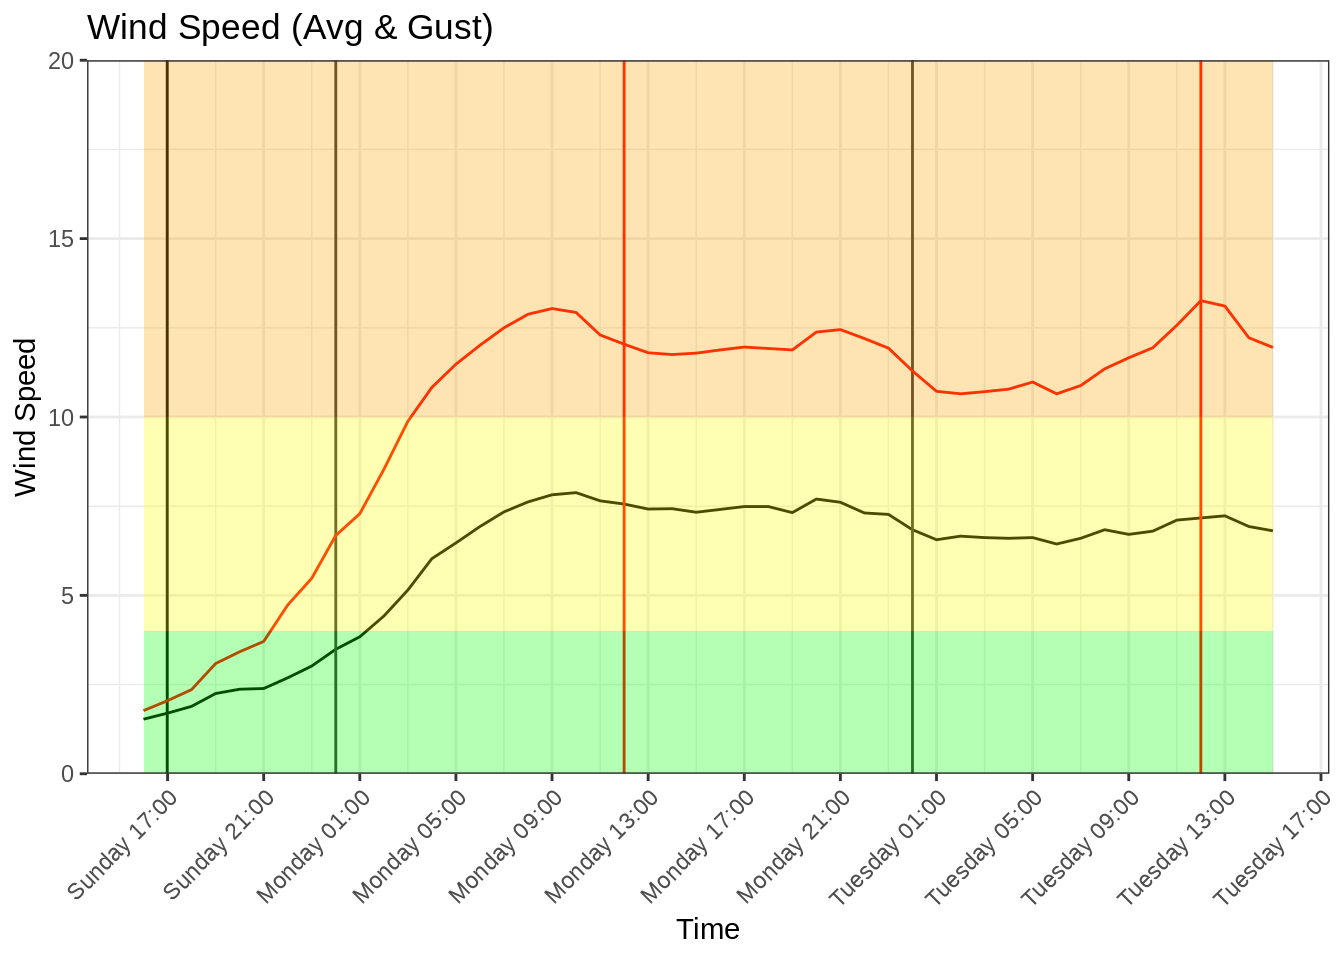 Wind Speed (Avg & Gust)
20
15
10
5
0
Wind Speed
Sunday 17:00
Sunday 21:00
Monday 01:00
Monday 05:00
Monday 09:00
Monday 13:00
Monday 17:00
Monday 21:00
Tuesday 01:00
Tuesday 05:00
Tuesday 09:00
Tuesday 13:00
Tuesday 17:00
Time